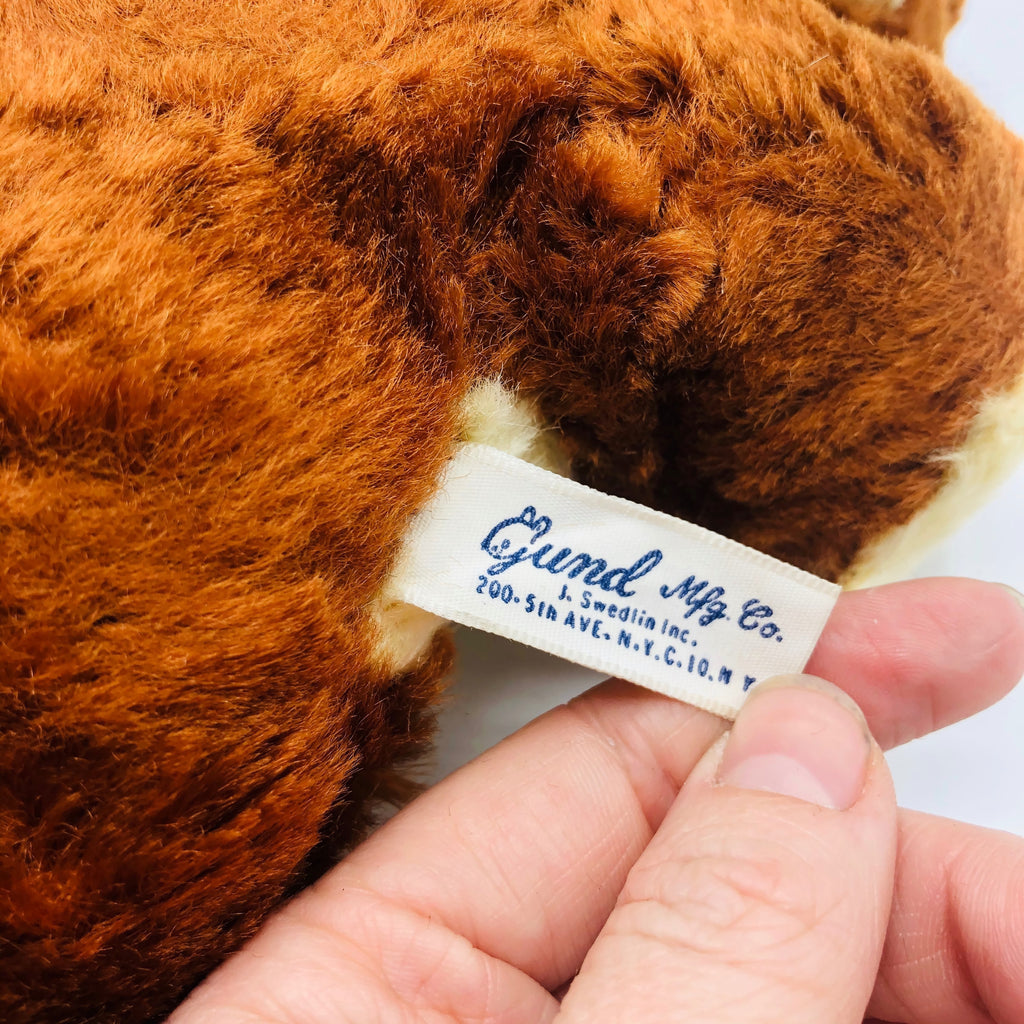 Gund Mfg. Co.
J. Swedlin Inc.
200 · 5th AVE. N.Y.C. 10. N Y